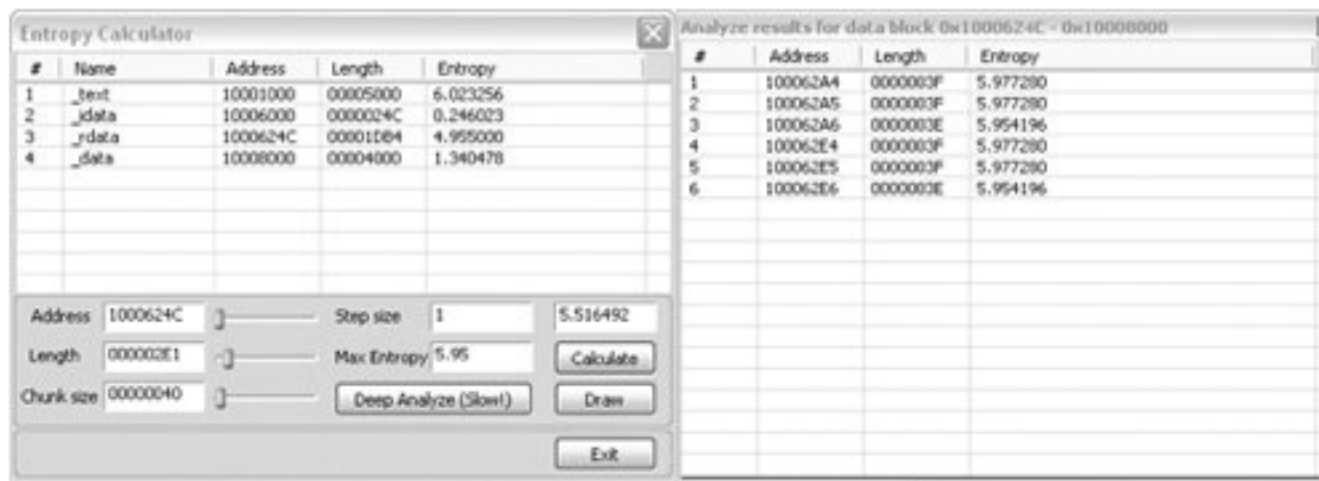 Entropy Calculator
# Name Address Length Entropy
1 _text 10001000 00005000 6.023256
2 _idata 10006000 0000024C 0.246023
3 _rdata 1000624C 00001DB4 4.955000
4 _data 10008000 00004000 1.340478
Address 1000624C Step size 1 5.516492
Length 000002E1 Max Entropy 5.95 Calculate
Chunk size 00000040 Deep Analyze (Slow!) Draw
Exit
Analyze results for data block 0x1000624C - 0x10008000
# Address Length Entropy
1 100062A4 0000003F 5.977280
2 100062A5 0000003F 5.977280
3 100062A6 0000003E 5.954196
4 100062E4 0000003F 5.977280
5 100062E5 0000003F 5.977280
6 100062E6 0000003E 5.954196